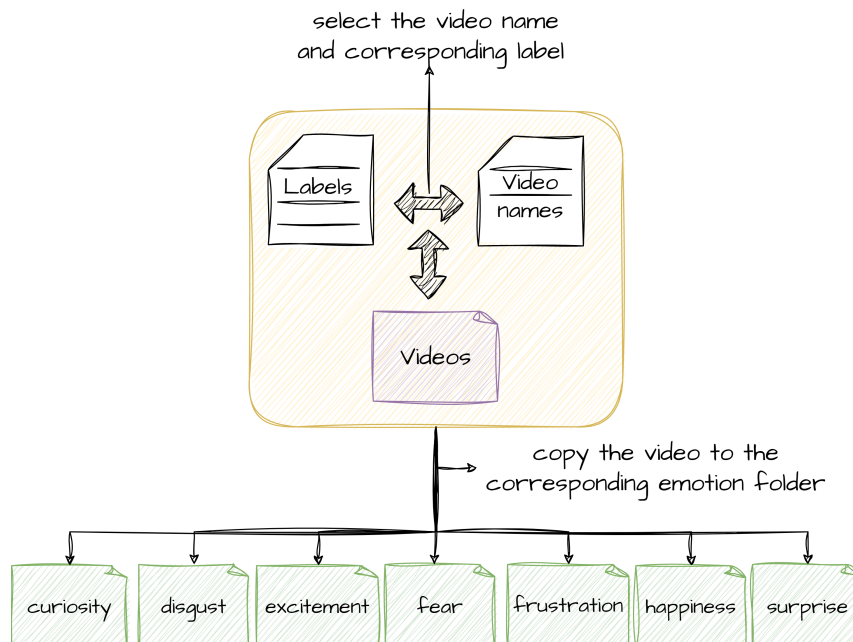 select the video name
and corresponding label
Labels
Video
names
Videos
copy the video to the
corresponding emotion folder
curiosity
disgust
excitement
fear
frustration
happiness
surprise